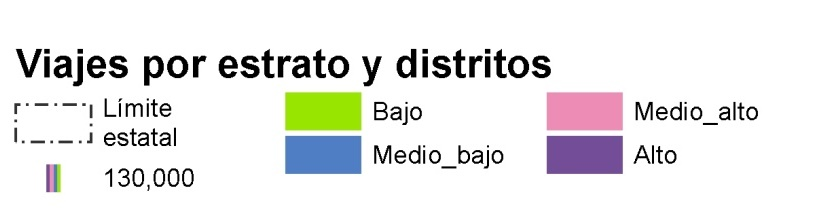 Viajes por estrato y distritos
Límite
estatal
130,000
Bajo
Medio_bajo
Medio_alto
Alto